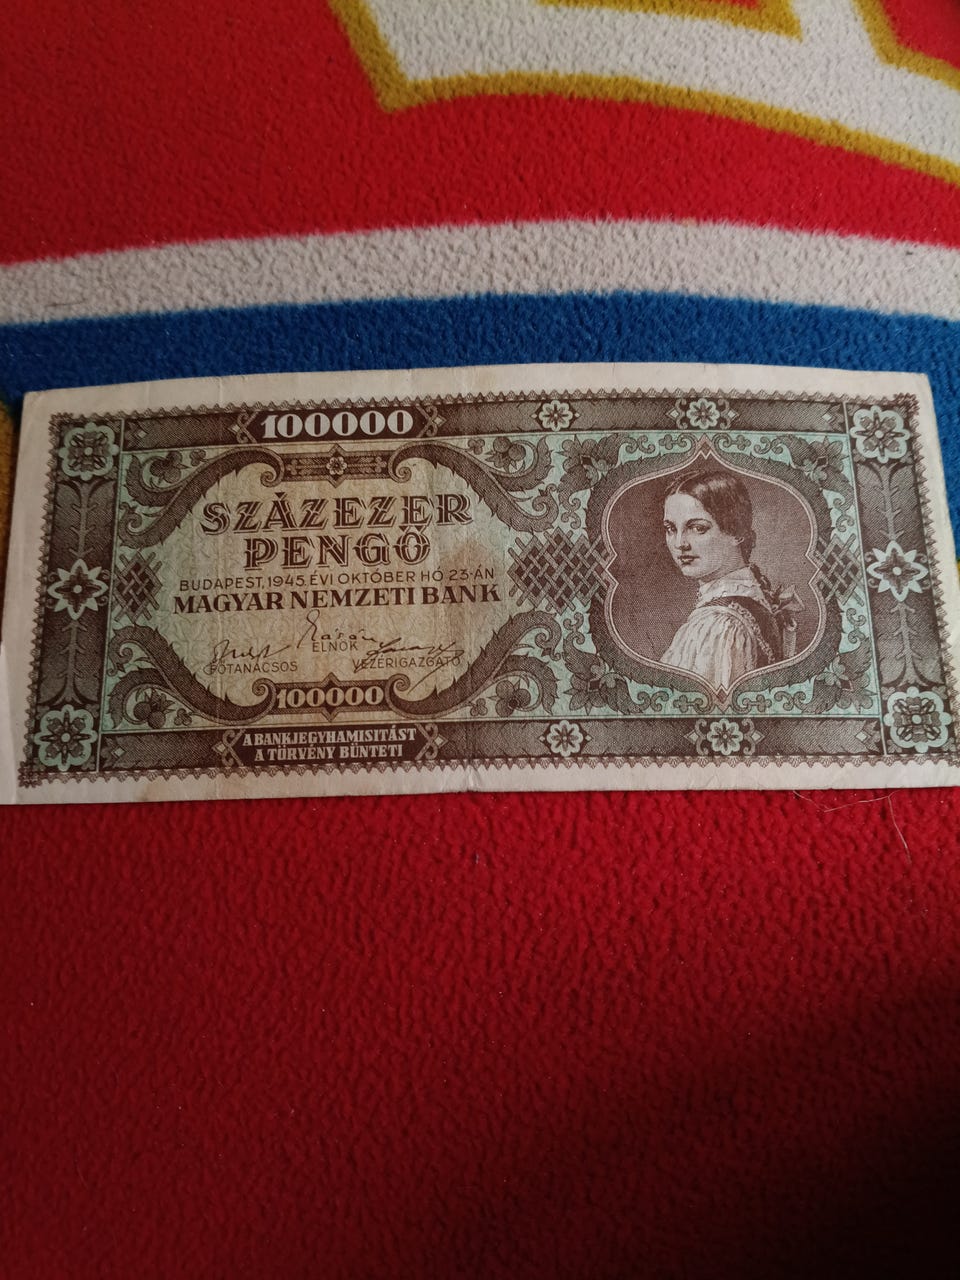 100000
SZÁZEZER
PENGŐ
BUDAPEST, 1945. ÉVI OKTÓBER HÓ 23-ÁN
MAGYAR NEMZETI BANK
ELNÖK
FŐTANÁCSOS VEZÉRIGAZGATÓ
100000
A BANKJEGYHAMISITÁST
A TÖRVÉNY BÜNTETI